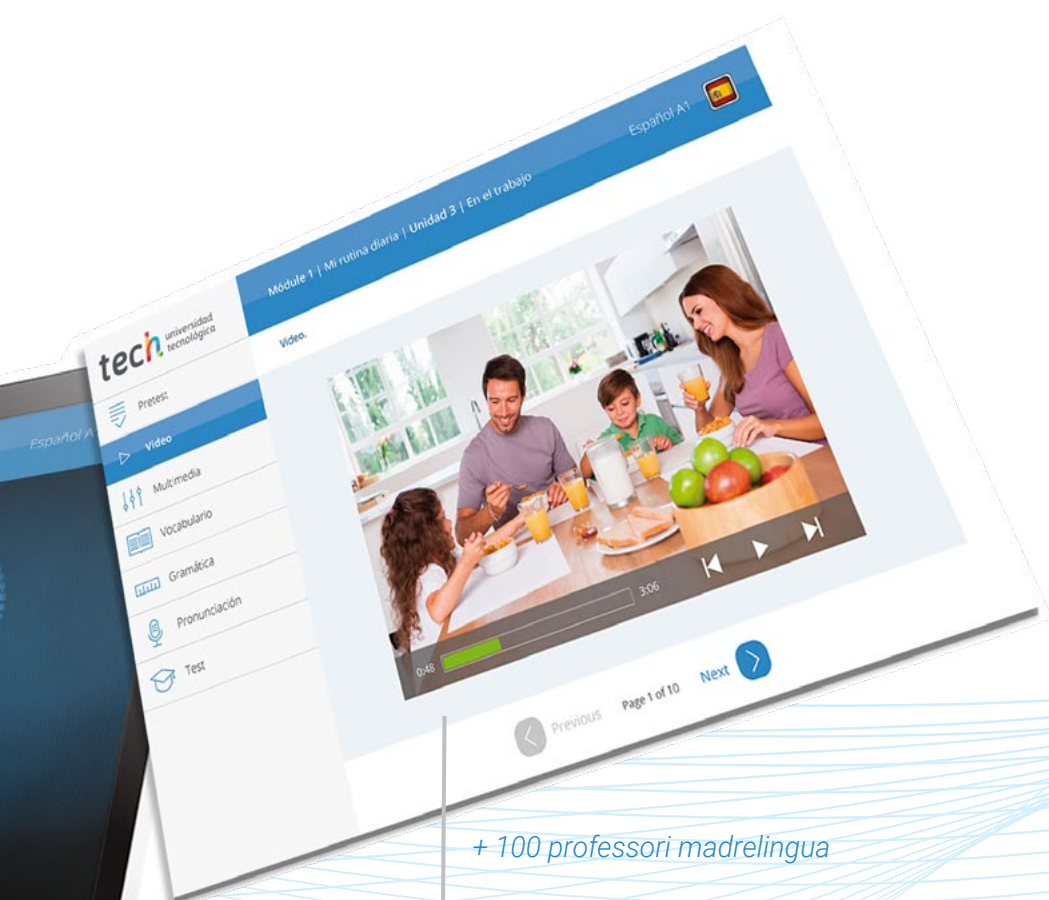 Español A1
Módule 1 | Mi rutina diaria | Unidad 3 | En el trabajo
tech universidad
tecnológica
Video.
Pretest
Video
Español A
Multimedia
Vocabulario
Gramática
Pronunciación
Test
0:48
3:06
Previous
Page 1 of 10
Next
+ 100 professori madrelingua